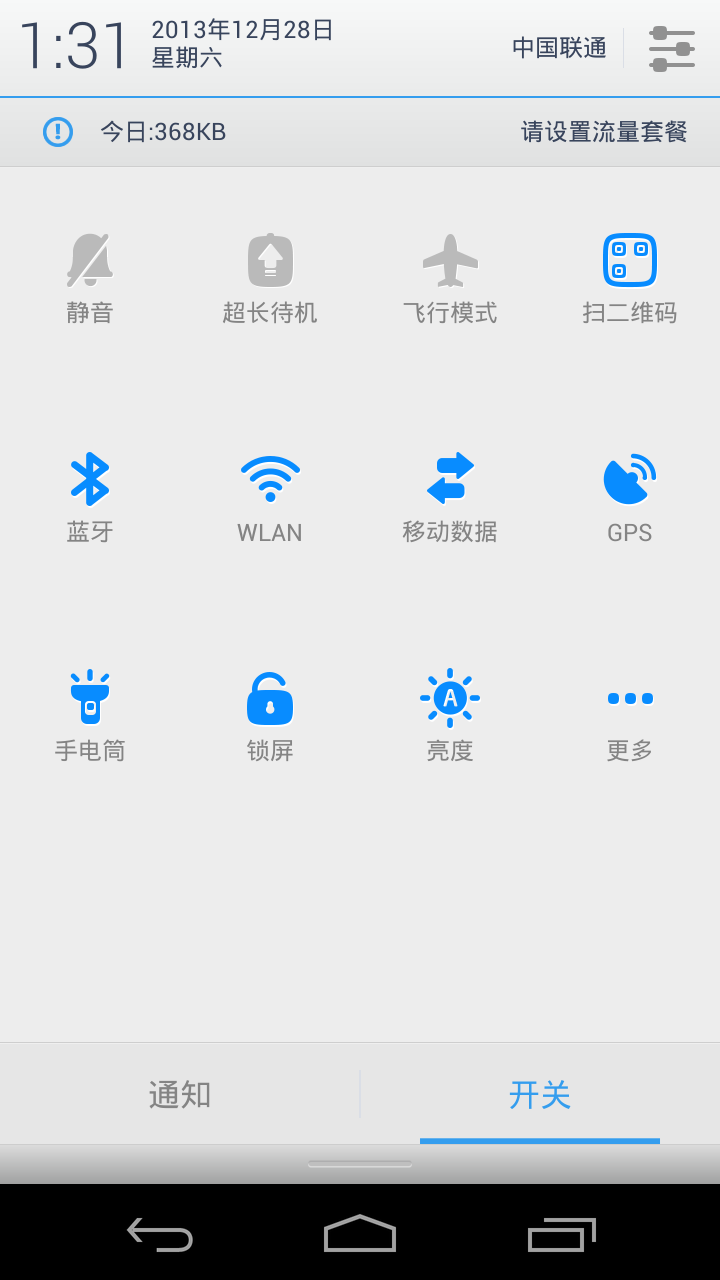 1:31
2013年12月28日
星期六
中国联通
今日:368KB
请设置流量套餐
静音
超长待机
飞行模式
扫二维码
蓝牙
WLAN
移动数据
GPS
手电筒
锁屏
A
亮度
更多
通知
开关